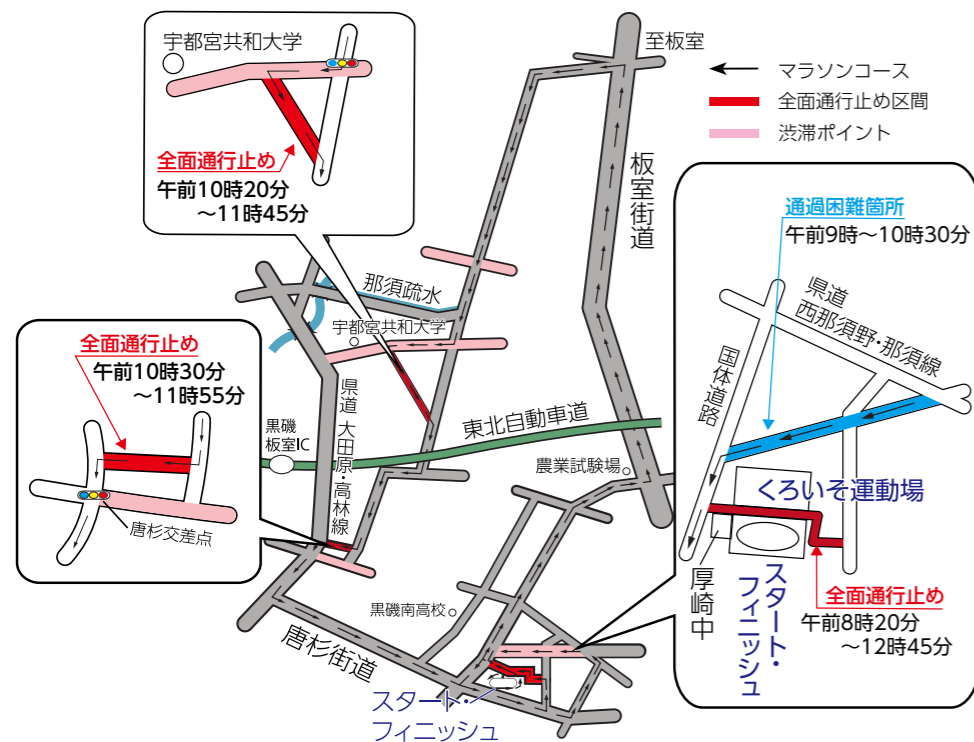 宇都宮共和大学
全面通行止め
午前10時20分
～11時45分
至板室
マラソンコース
全面通行止め区間
渋滞ポイント
板室街道
通過困難箇所
午前9時～10時30分
県道
西那須野・那須線
国体道路
くろいそ運動場
厚崎中
スタート・
フィニッシュ
全面通行止め
午前8時20分
～12時45分
那須疏水
宇都宮共和大学
全面通行止め
午前10時30分
～11時55分
唐杉交差点
黒磯
板室IC
県道 大田原・高林線
東北自動車道
農業試験場
黒磯南高校
唐杉街道
スタート・
フィニッシュ